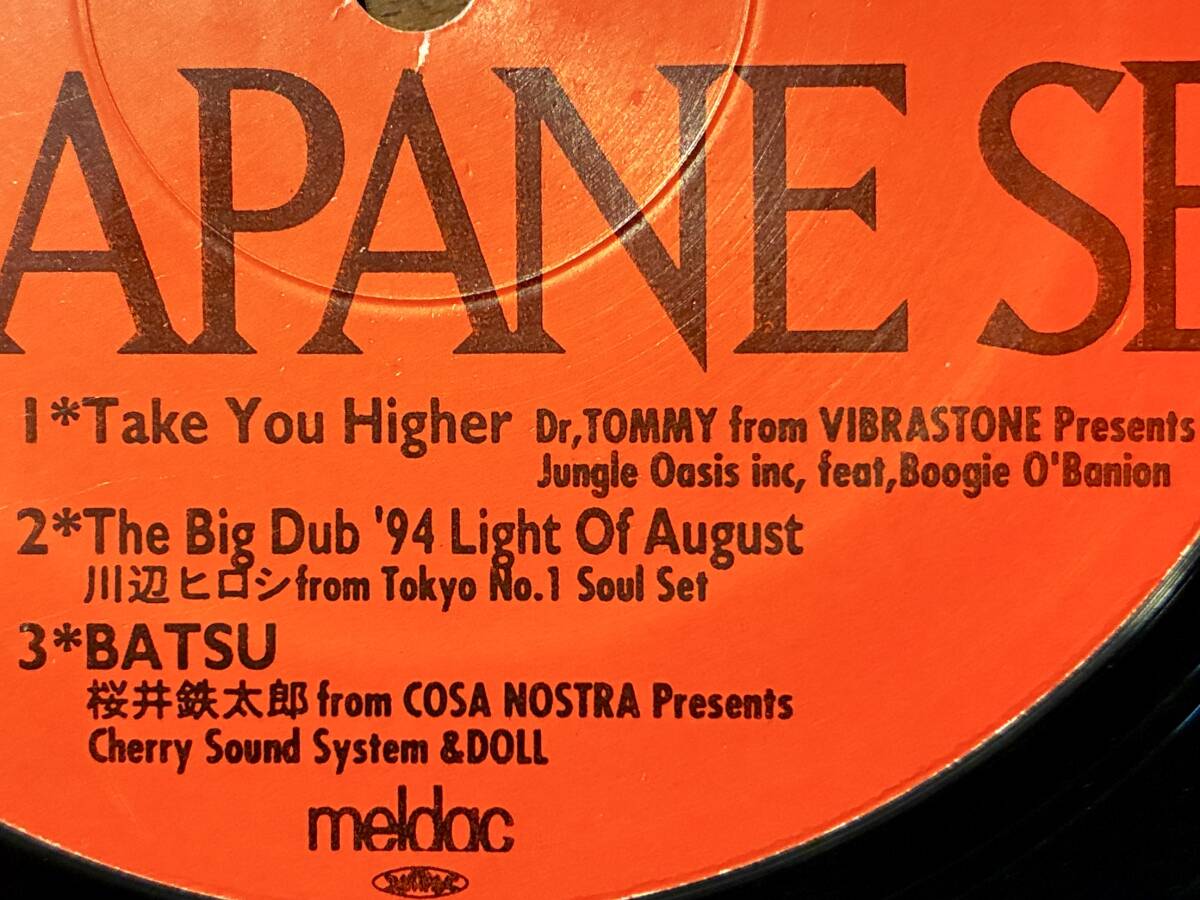 APANE SE
1*Take You Higher Dr,TOMMY from VIBRASTONE Presents
Jungle Oasis inc, feat,Boogie O'Banion
2*The Big Dub '94 Light Of August
川辺ヒロシfrom Tokyo No.1 Soul Set
3*BATSU
桜井鉄太郎 from COSA NOSTRA Presents
Cherry Sound System &DOLL
meldac